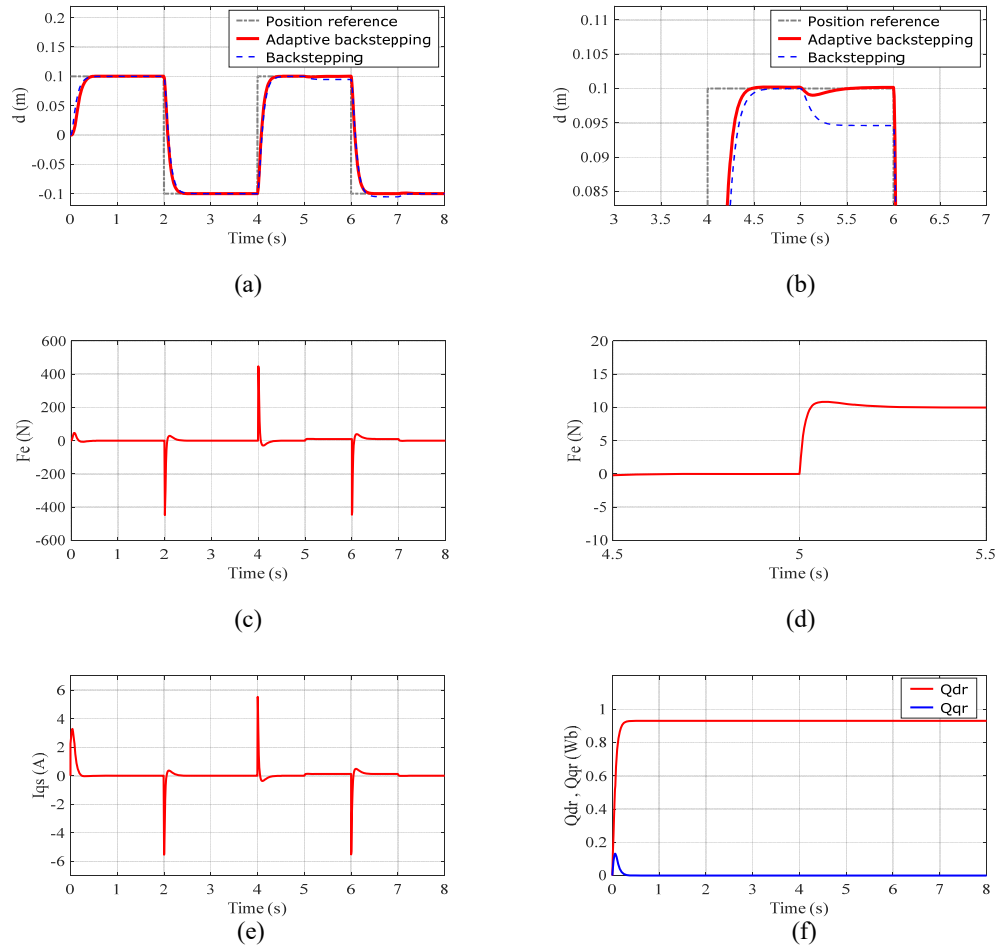 0.2
0.15
0.1
0.05
0
-0.05
-0.1
d (m)
Position reference
Adaptive backstepping
Backstepping
0 1 2 3 4 5 6 7 8
Time (s)
(a)
0.11
0.105
0.1
0.095
0.09
0.085
d (m)
Position reference
Adaptive backstepping
Backstepping
3 3.5 4 4.5 5 5.5 6 6.5 7
Time (s)
(b)
600
400
200
0
-200
-400
-600
Fe (N)
0 1 2 3 4 5 6 7 8
Time (s)
(c)
20
15
10
5
0
-5
-10
Fe (N)
4.5 5 5.5
Time (s)
(d)
6
4
2
0
-2
-4
-6
Iqs (A)
0 1 2 3 4 5 6 7 8
Time (s)
(e)
1
0.8
0.6
0.4
0.2
0
Qdr , Qqr (Wb)
Qdr
Qqr
0 1 2 3 4 5 6 7 8
Time (s)
(f)